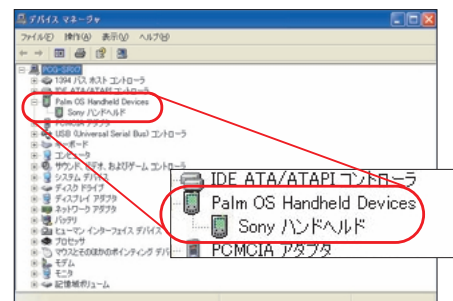 デバイス マネージャ
ファイル(F) 操作(A) 表示(V) ヘルプ(H)
1394 バス ホスト コントローラ
IDE ATA/ATAPI コントローラ
Palm OS Handheld Devices
Sony ハンドヘルド
PCMCIA アダプタ
USB (Universal Serial Bus) コントローラ
キーボード
コンピュータ
サウンド、ビデオ、およびゲーム コントローラ
システム デバイス
ディスク ドライブ
ディスプレイ アダプタ
ネットワーク アダプタ
バッテリ
ヒューマン インターフェイス デバイス
プロセッサ
マウスとそのほかのポインティング デバ
モデム
モニタ
記憶域ボリューム
IDE ATA/ATAPI コントローラ
Palm OS Handheld Devices
Sony ハンドヘルド
PCMCIA アダプタ